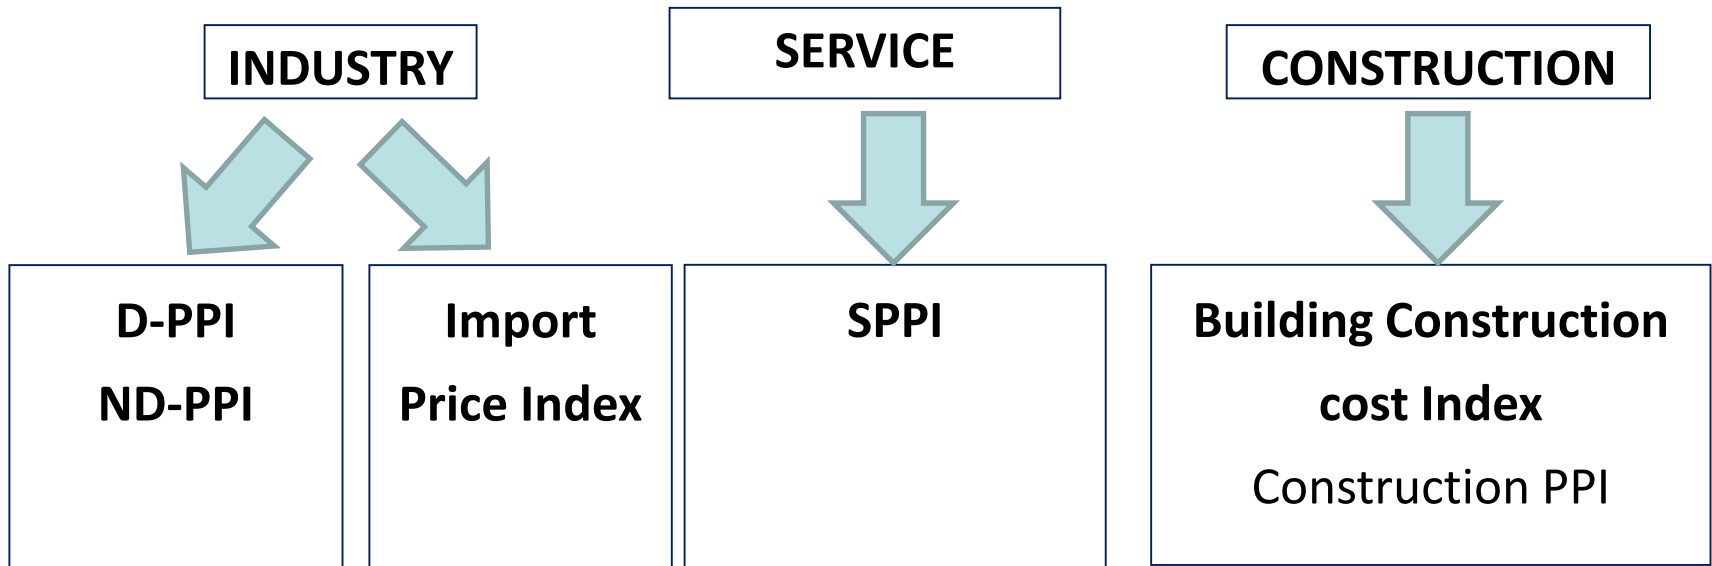 INDUSTRY
SERVICE
CONSTRUCTION
D-PPI
ND-PPI
Import
Price Index
SPPI
Building Construction
cost Index
Construction PPI